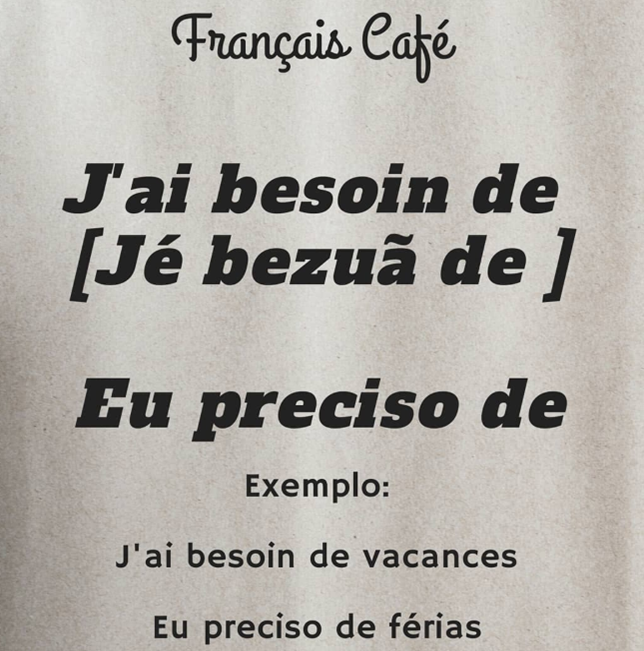 Français Café
J'ai besoin de
[Jé bezuã de ]
Eu preciso de
Exemplo:
J'ai besoin de vacances
Eu preciso de férias